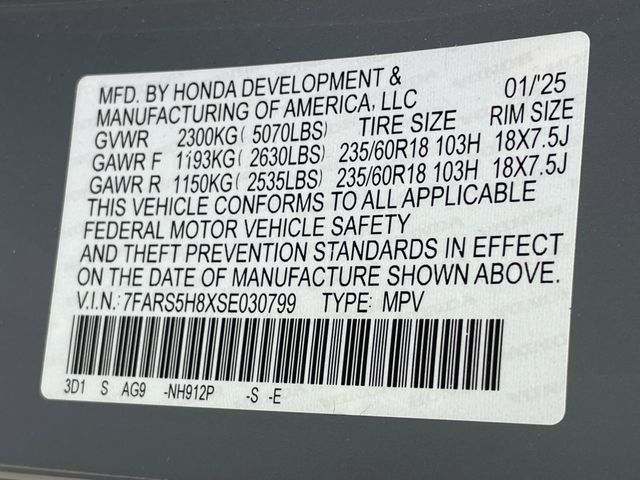 MFD. BY HONDA DEVELOPMENT & 01/'25
MANUFACTURING OF AMERICA, LLC
GVWR 2300KG( 5070LBS) TIRE SIZE RIM SIZE
GAWR F 1193KG( 2630LBS) 235/60R18 103H 18X7.5J
GAWR R 1150KG( 2535LBS) 235/60R18 103H 18X7.5J
THIS VEHICLE CONFORMS TO ALL APPLICABLE
FEDERAL MOTOR VEHICLE SAFETY
AND THEFT PREVENTION STANDARDS IN EFFECT
ON THE DATE OF MANUFACTURE SHOWN ABOVE.
V.I.N.: 7FARS5H8XSE030799 TYPE: MPV
3D1 S AG9 -NH912P -S -E